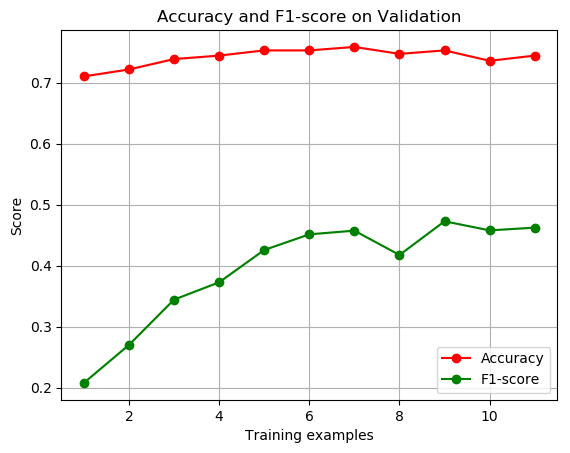 Accuracy and F1-score on Validation
Score
0.7
0.6
0.5
0.4
0.3
0.2
Accuracy
F1-score
2 4 6 8 10
Training examples